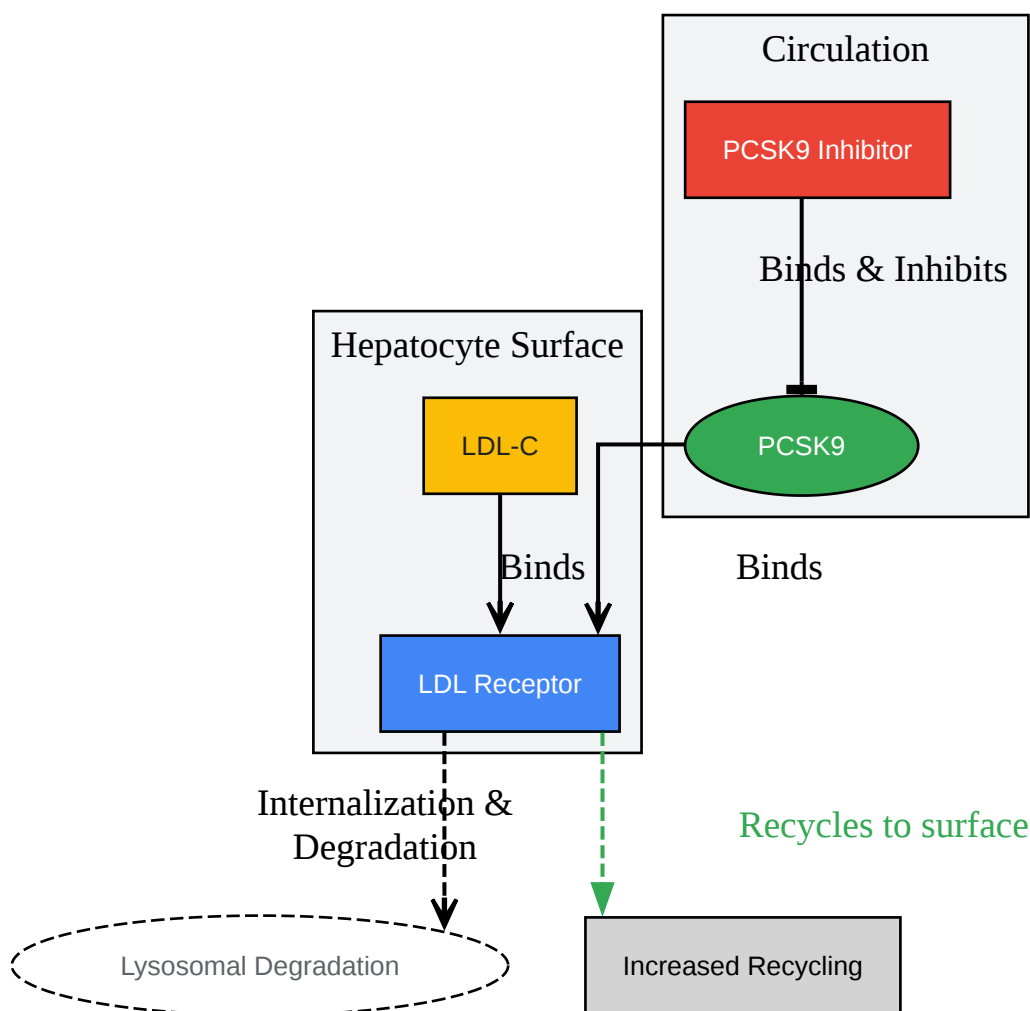 Circulation
PCSK9 Inhibitor
Binds & Inhibits
Hepatocyte Surface
LDL-C
PCSK9
Binds
Binds
LDL Receptor
Internalization &
Degradation
Recycles to surface
Lysosomal Degradation
Increased Recycling